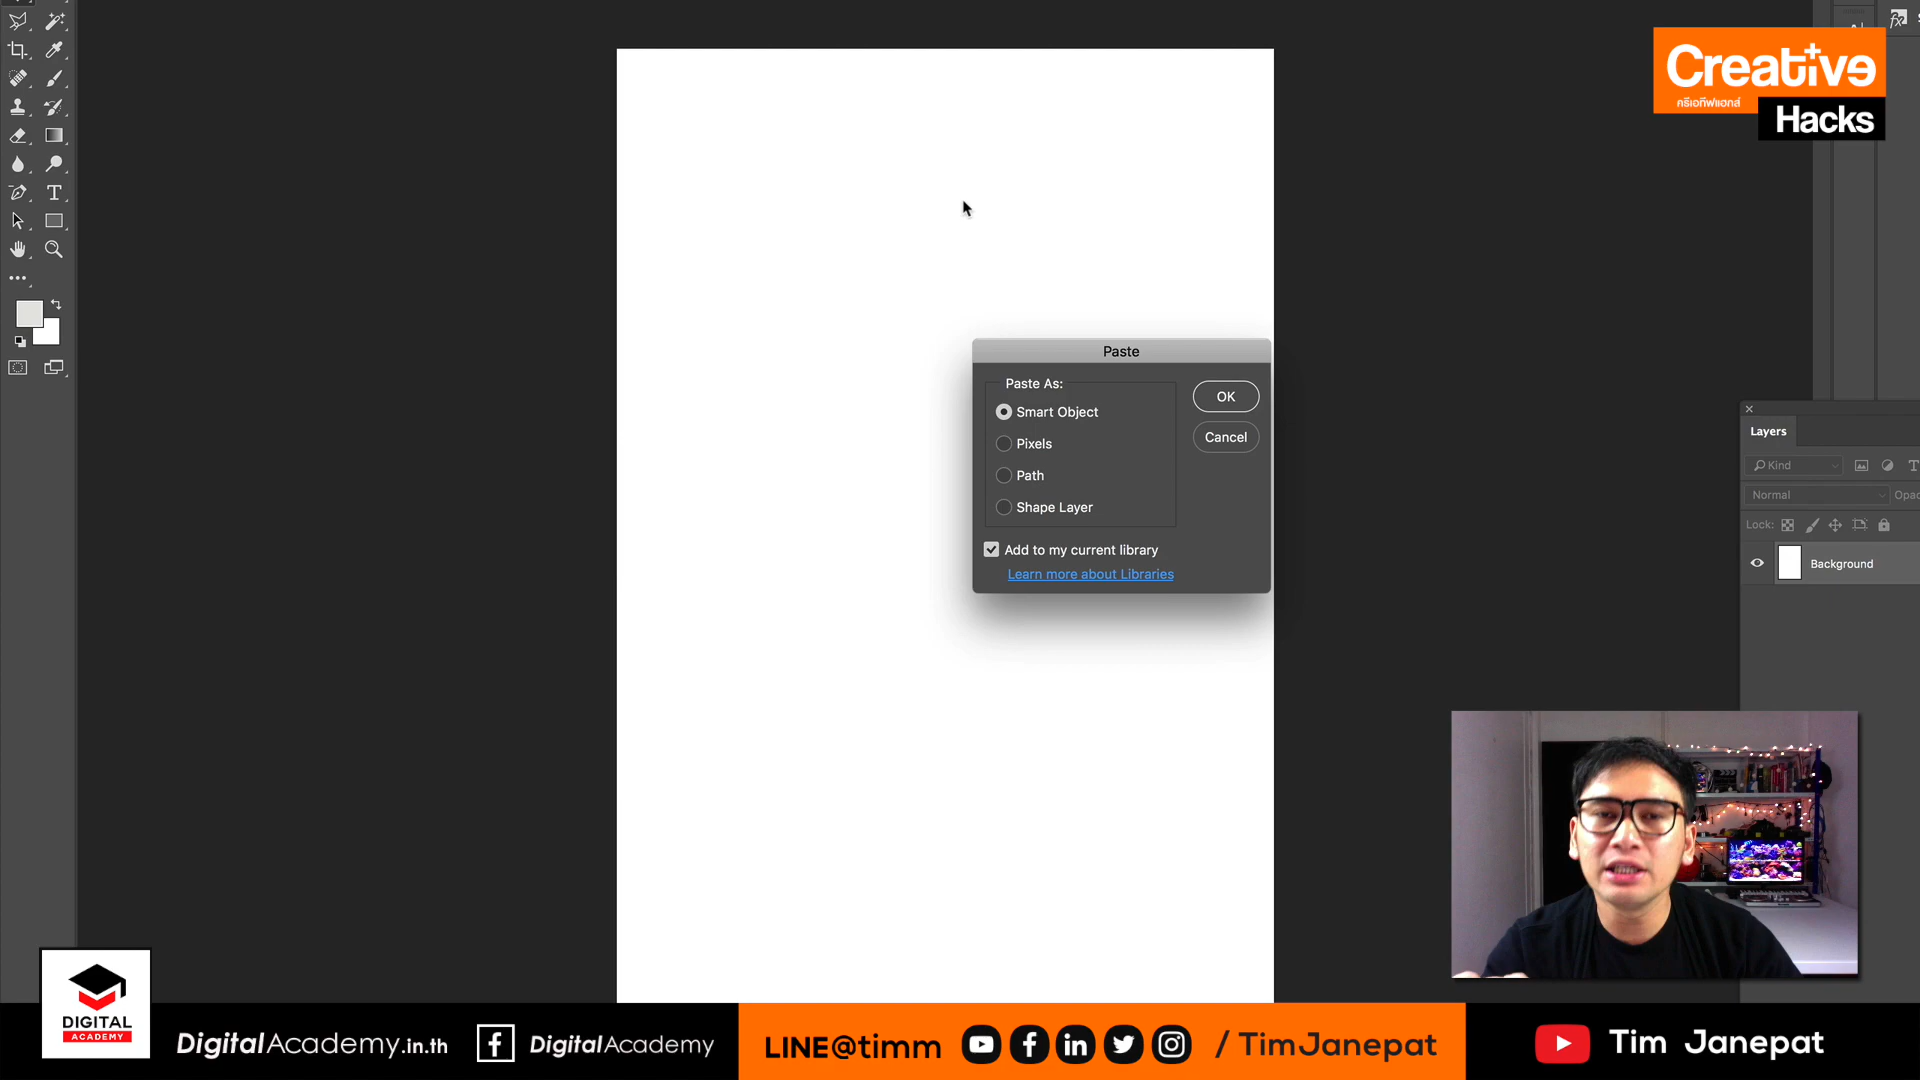 Creative
ครีเอทีฟแฮกส์
Hacks
Paste
Paste As:
Smart Object
Pixels
Path
Shape Layer
OK
Cancel
Add to my current library
Learn more about Libraries
Layers
Kind
Normal
Opac
Lock:
Background
DIGITAL
ACADEMY
DigitalAcademy.in.th
DigitalAcademy
LINE@timm
/ TimJanepat
Tim Janepat